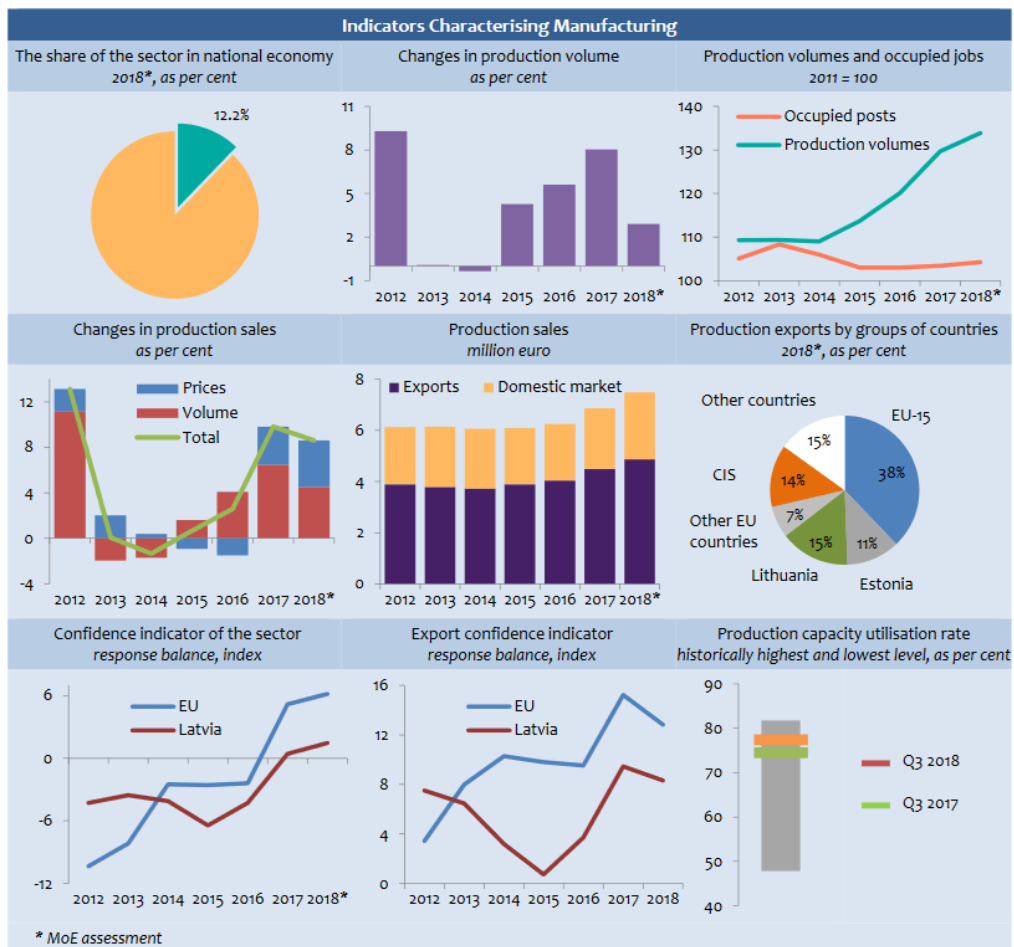 Indicators Characterising Manufacturing
The share of the sector in national economy
2018*, as per cent
12.2%
Changes in production volume
as per cent
11
8
5
2
-1
2012 2013 2014 2015 2016 2017 2018*
Production volumes and occupied jobs
2011 = 100
140
130
120
110
100
Occupied posts
Production volumes
2012 2013 2014 2015 2016 2017 2018*
Changes in production sales
as per cent
12
8
4
0
-4
Prices
Volume
Total
2012 2013 2014 2015 2016 2017 2018*
Production sales
million euro
8
6
4
2
0
Exports Domestic market
2012 2013 2014 2015 2016 2017 2018*
Production exports by groups of countries
2018*, as per cent
Other countries
EU-15
15%
38%
CIS
14%
7%
Other EU
countries
15%
11%
Lithuania
Estonia
Confidence indicator of the sector
response balance, index
6
0
-6
-12
EU
Latvia
2012 2013 2014 2015 2016 2017 2018*
Export confidence indicator
response balance, index
16
12
8
4
0
EU
Latvia
2012 2013 2014 2015 2016 2017 2018
Production capacity utilisation rate
historically highest and lowest level, as per cent
90
80
70
60
50
40
Q3 2018
Q3 2017
* MoE assessment